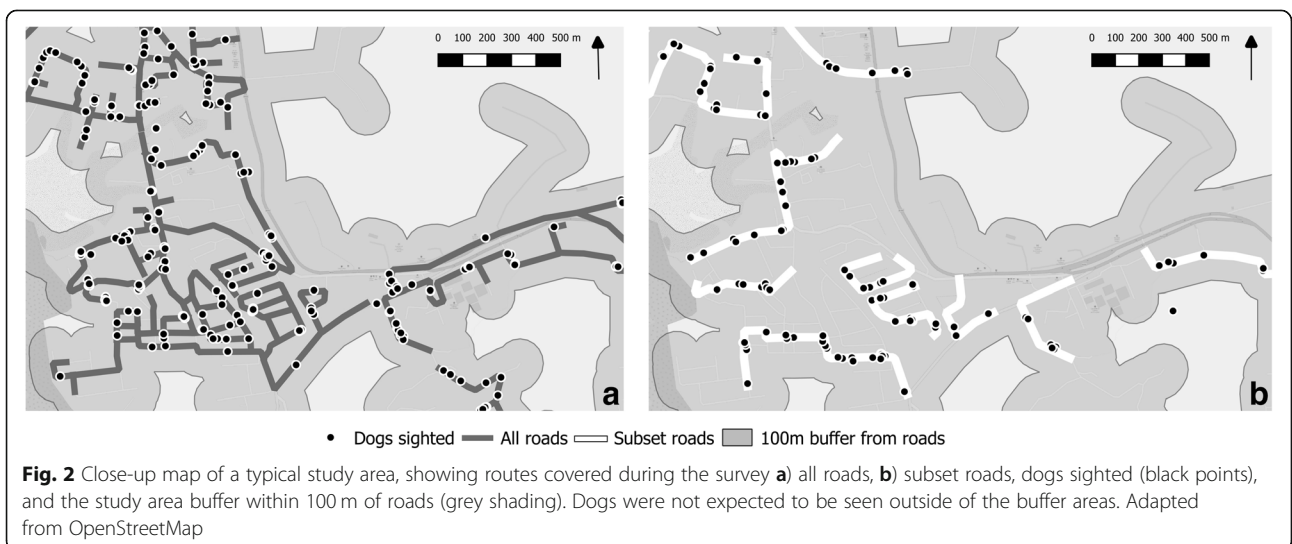 0 100 200 300 400 500 m
0 100 200 300 400 500 m
a
b
Dogs sighted All roads Subset roads 100m buffer from roads
Fig. 2 Close-up map of a typical study area, showing routes covered during the survey a) all roads, b) subset roads, dogs sighted (black points),
and the study area buffer within 100 m of roads (grey shading). Dogs were not expected to be seen outside of the buffer areas. Adapted
from OpenStreetMap